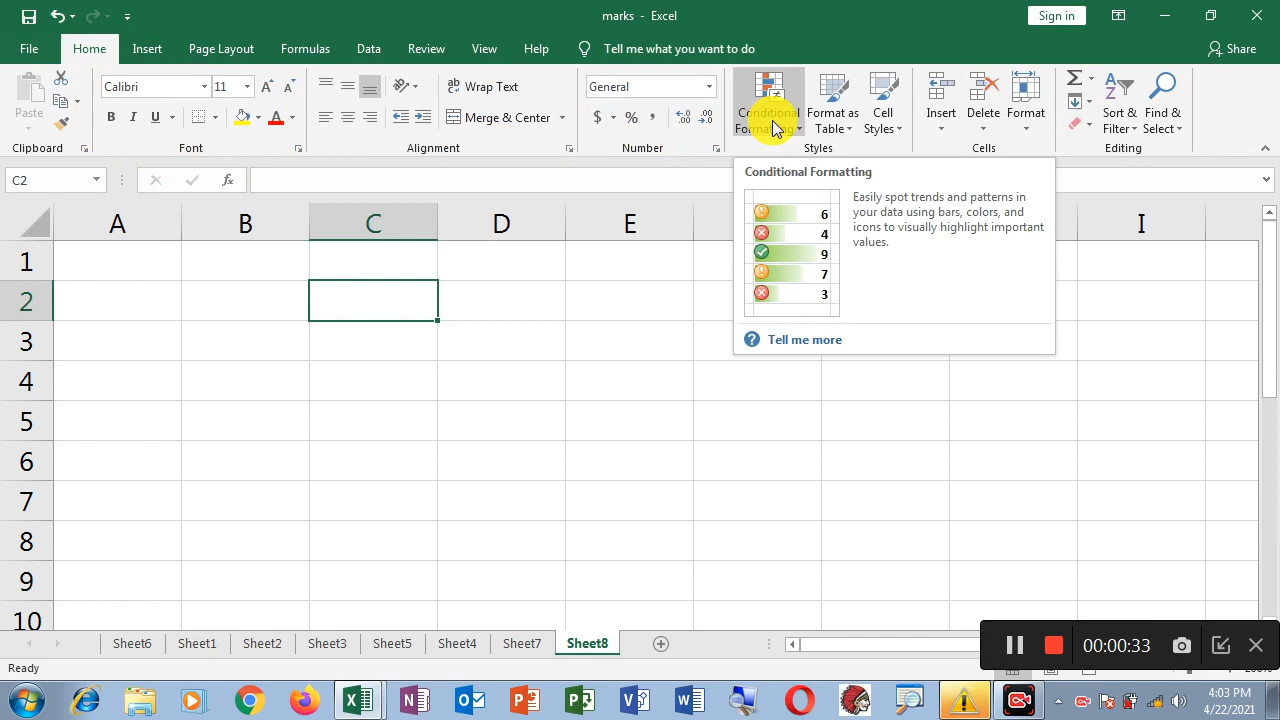 marks - Excel
Sign in
File Home Insert Page Layout Formulas Data Review View Help Tell me what you want to do Share
Paste
Clipboard
Calibri 11
B I U
Font
Wrap Text
Merge & Center
Alignment
General
$ % ,
Number
Conditional Formatting
Format as Table
Cell Styles
Styles
Insert
Delete
Format
Cells
Sort & Filter
Find & Select
Editing
C2
fx
Conditional Formatting
Easily spot trends and patterns in
your data using bars, colors, and
icons to visually highlight important
values.
6
4
9
7
3
Tell me more
A B C D E I
1
2
3
4
5
6
7
8
9
10
Sheet6 Sheet1 Sheet2 Sheet3 Sheet5 Sheet4 Sheet7 Sheet8
00:00:33
Ready
4:03 PM
4/22/2021